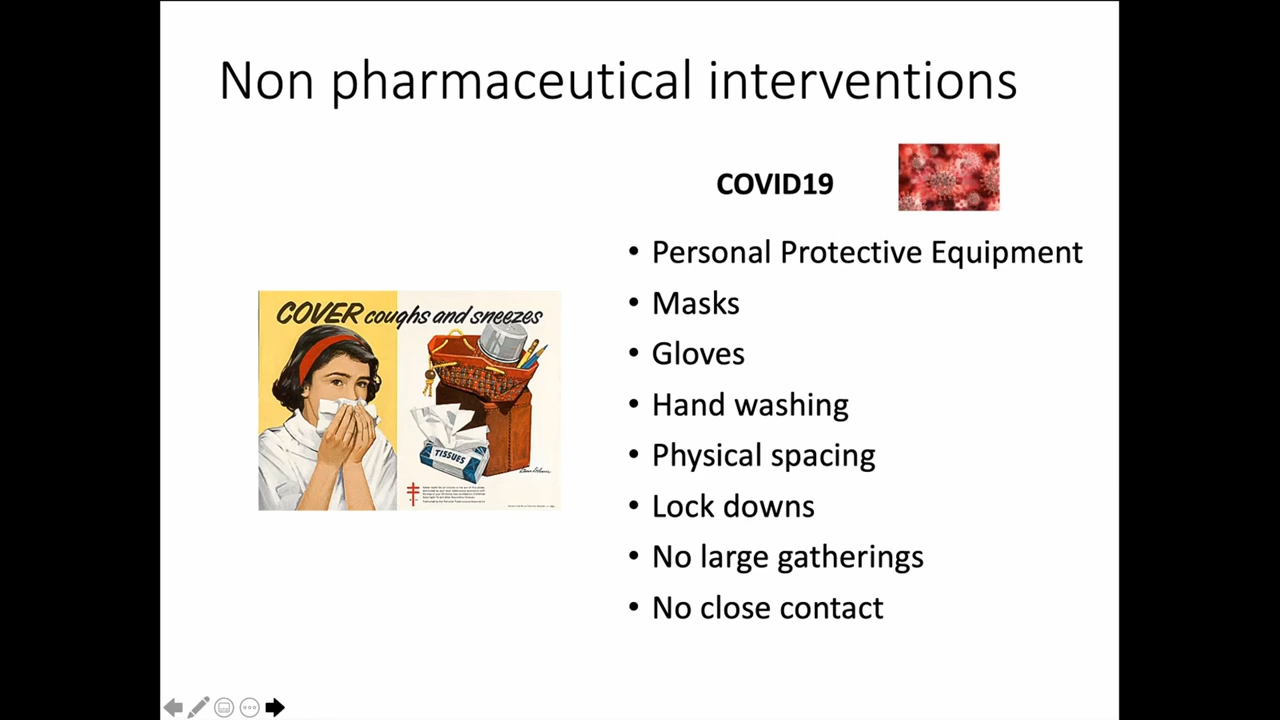 Non pharmaceutical interventions
COVID19
• Personal Protective Equipment
• Masks
• Gloves
• Hand washing
• Physical spacing
• Lock downs
• No large gatherings
• No close contact
COVER coughs and sneezes
TISSUES